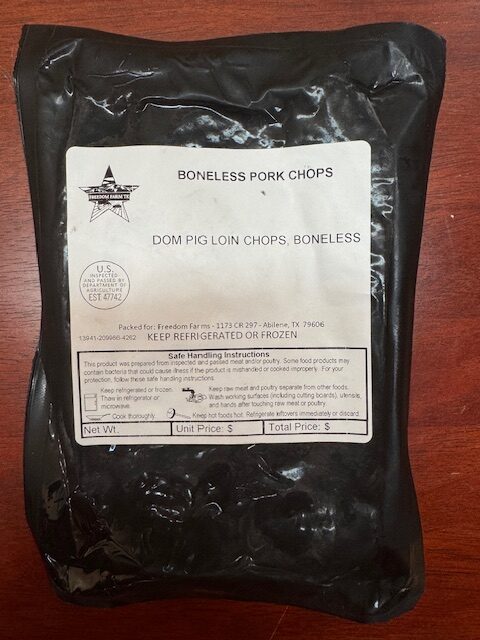 BONELESS PORK CHOPS
FREEDOM FARM TX
DOM PIG LOIN CHOPS, BONELESS
U.S.
INSPECTED
AND PASSED BY
DEPARTMENT OF
AGRICULTURE
EST. 47742
Packed for: Freedom Farms - 1173 CR 297 - Abilene, TX 79606
13941-209986-4262 KEEP REFRIGERATED OR FROZEN
Safe Handling Instructions
This product was prepared from inspected and passed meat and/or poultry. Some food products may
contain bacteria that could cause illness if the product is mishandled or cooked improperly. For your
protection, follow these safe handling instructions.
Keep refrigerated or frozen.
Thaw in refrigerator or
microwave.
Keep raw meat and poultry separate from other foods.
Wash working surfaces (including cutting boards), utensils,
and hands after touching raw meat or poultry.
Cook thoroughly.
Keep hot foods hot. Refrigerate leftovers immediately or discard.
Net Wt. Unit Price: $ Total Price: $